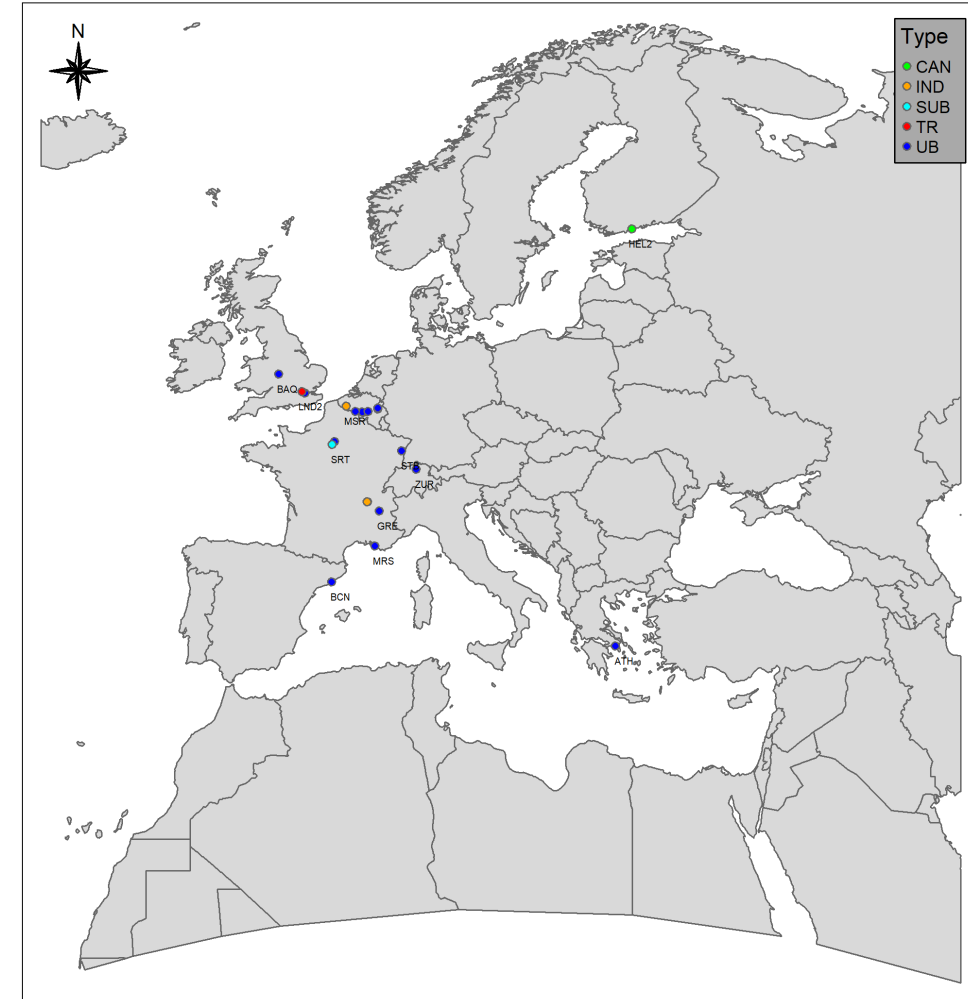 N
Type
CAN
IND
SUB
TR
UB
HEL2
BAQ
LND2
MSR
SRT
STR
ZUR
GRE
MRS
BCN
ATH